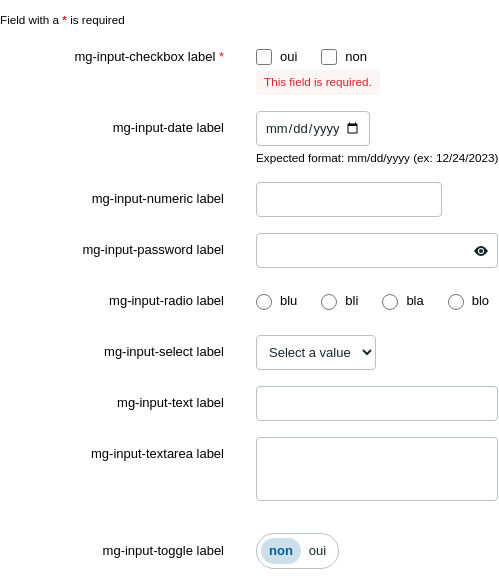 Field with a * is required
mg-input-checkbox label * oui non
This field is required.
mg-input-date label mm/dd/yyyy
Expected format: mm/dd/yyyy (ex: 12/24/2023)
mg-input-numeric label
mg-input-password label
mg-input-radio label blu bli bla blo
mg-input-select label Select a value
mg-input-text label
mg-input-textarea label
mg-input-toggle label non oui